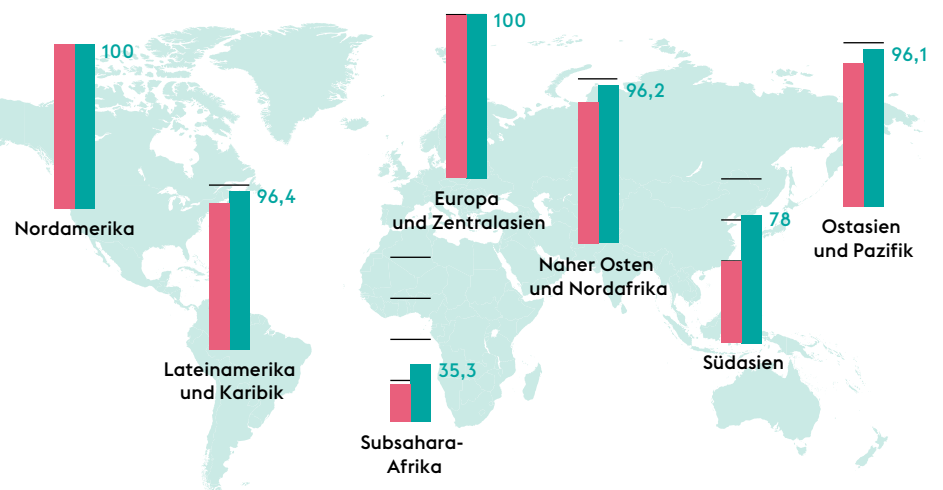 100
Nordamerika
96,4
Lateinamerika
und Karibik
100
Europa
und Zentralasien
35,3
Subsahara-
Afrika
96,2
Naher Osten
und Nordafrika
78
Südasien
96,1
Ostasien
und Pazifik